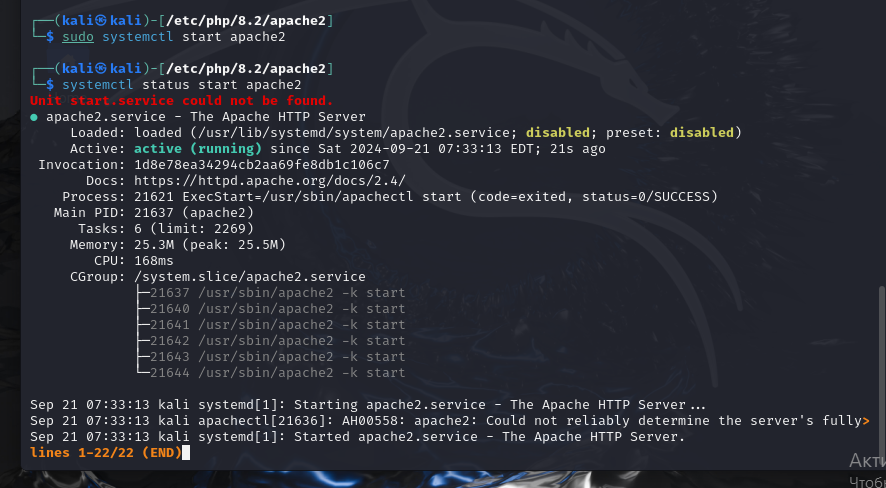 ┌──(kali㉿kali)-[/etc/php/8.2/apache2]
└─$ sudo systemctl start apache2
┌──(kali㉿kali)-[/etc/php/8.2/apache2]
└─$ systemctl status start apache2
Unit start.service could not be found.
● apache2.service - The Apache HTTP Server
Loaded: loaded (/usr/lib/systemd/system/apache2.service; disabled; preset: disabled)
Active: active (running) since Sat 2024-09-21 07:33:13 EDT; 21s ago
Invocation: 1d8e78ea34294cb2aa69fe8db1c106c7
Docs: https://httpd.apache.org/docs/2.4/
Process: 21621 ExecStart=/usr/sbin/apachectl start (code=exited, status=0/SUCCESS)
Main PID: 21637 (apache2)
Tasks: 6 (limit: 2269)
Memory: 25.3M (peak: 25.5M)
CPU: 168ms
CGroup: /system.slice/apache2.service
├─21637 /usr/sbin/apache2 -k start
├─21640 /usr/sbin/apache2 -k start
├─21641 /usr/sbin/apache2 -k start
├─21642 /usr/sbin/apache2 -k start
├─21643 /usr/sbin/apache2 -k start
└─21644 /usr/sbin/apache2 -k start
Sep 21 07:33:13 kali systemd[1]: Starting apache2.service - The Apache HTTP Server...
Sep 21 07:33:13 kali apachectl[21636]: AH00558: apache2: Could not reliably determine the server's fully>
Sep 21 07:33:13 kali systemd[1]: Started apache2.service - The Apache HTTP Server.
lines 1-22/22 (END)
Акти
Чтобы